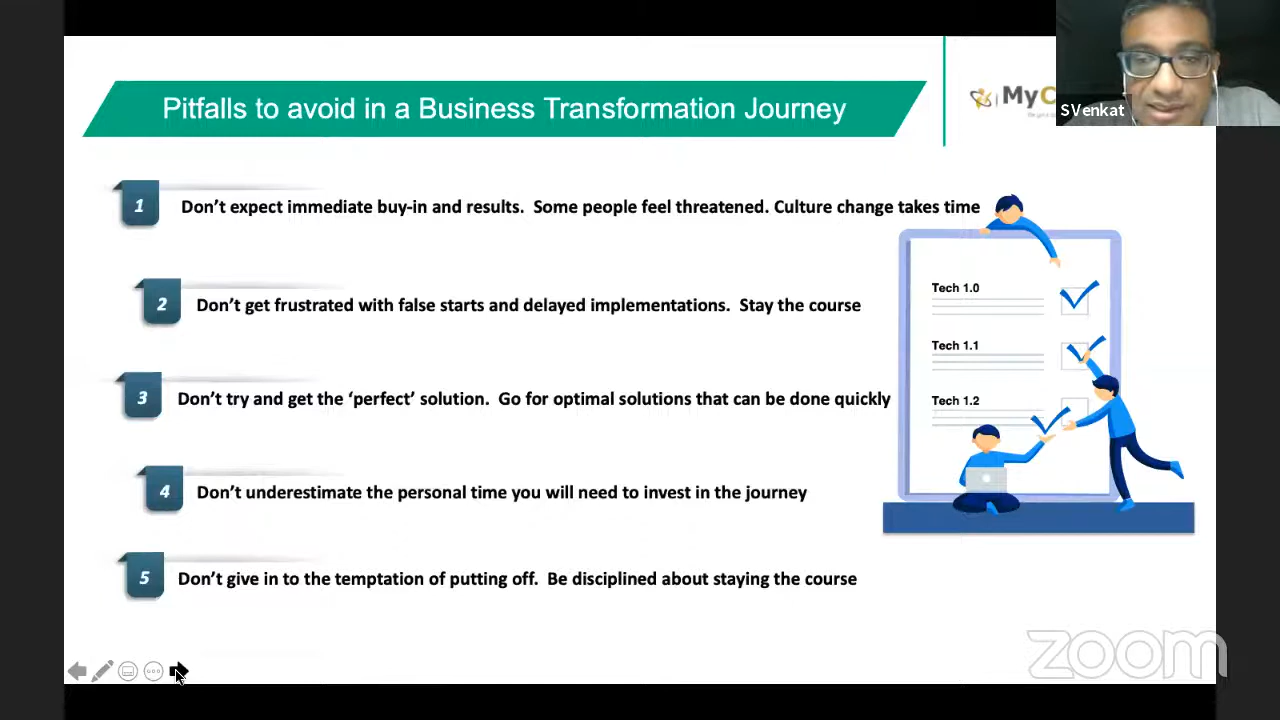 Pitfalls to avoid in a Business Transformation Journey
S Venkat
1 Don't expect immediate buy-in and results. Some people feel threatened. Culture change takes time
2 Don't get frustrated with false starts and delayed implementations. Stay the course
3 Don't try and get the 'perfect' solution. Go for optimal solutions that can be done quickly
4 Don't underestimate the personal time you will need to invest in the journey
5 Don't give in to the temptation of putting off. Be disciplined about staying the course
Tech 1.0
Tech 1.1
Tech 1.2
zoom